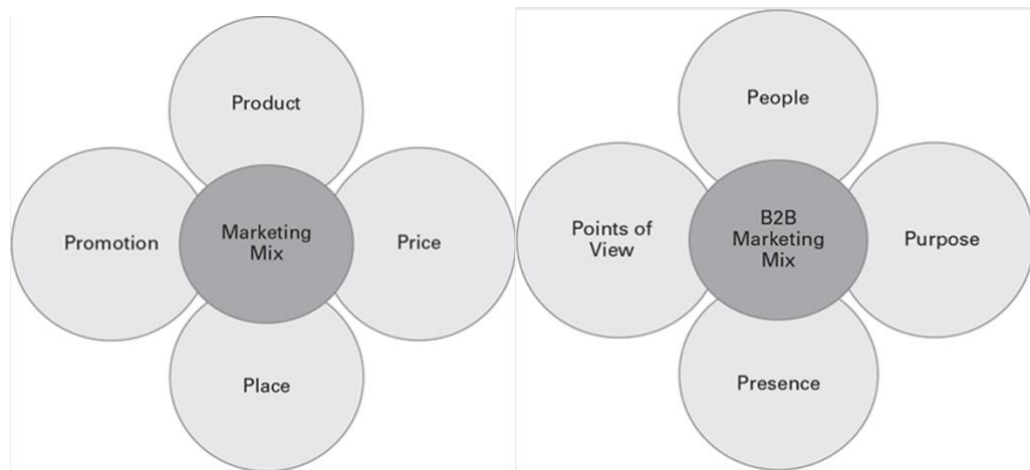 Product
Promotion
Marketing
Mix
Price
Place
People
Points of
View
B2B
Marketing
Mix
Purpose
Presence